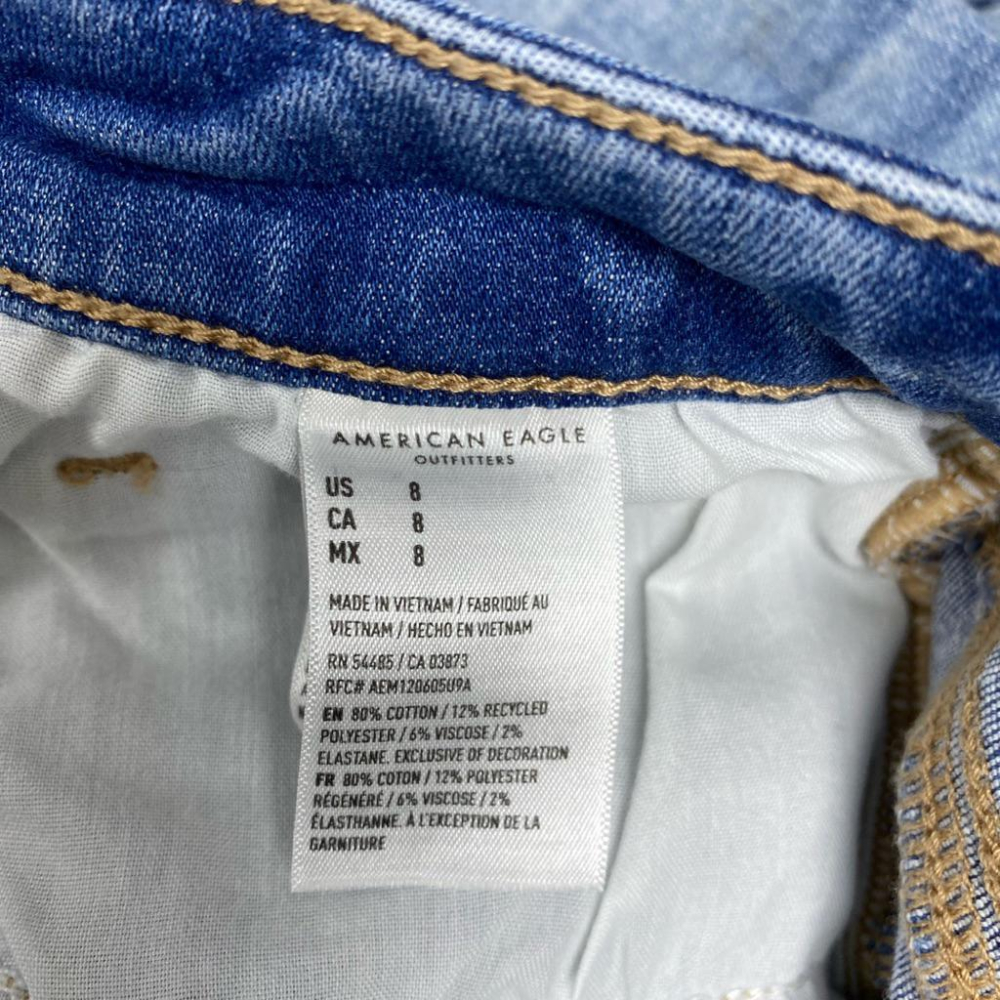 AMERICAN EAGLE
OUTFITTERS
US 8
CA 8
MX 8
MADE IN VIETNAM / FABRIQUÉ AU
VIETNAM / HECHO EN VIETNAM
RN 54485 / CA 03873
RFC# AEM120605U9A
EN 80% COTTON / 12% RECYCLED
POLYESTER / 6% VISCOSE / 2%
ELASTANE. EXCLUSIVE OF DECORATION
FR 80% COTON / 12% POLYESTER
RÉGÉNÉRÉ / 6% VISCOSE / 2%
ÉLASTHANNE. À L'EXCEPTION DE LA
GARNITURE